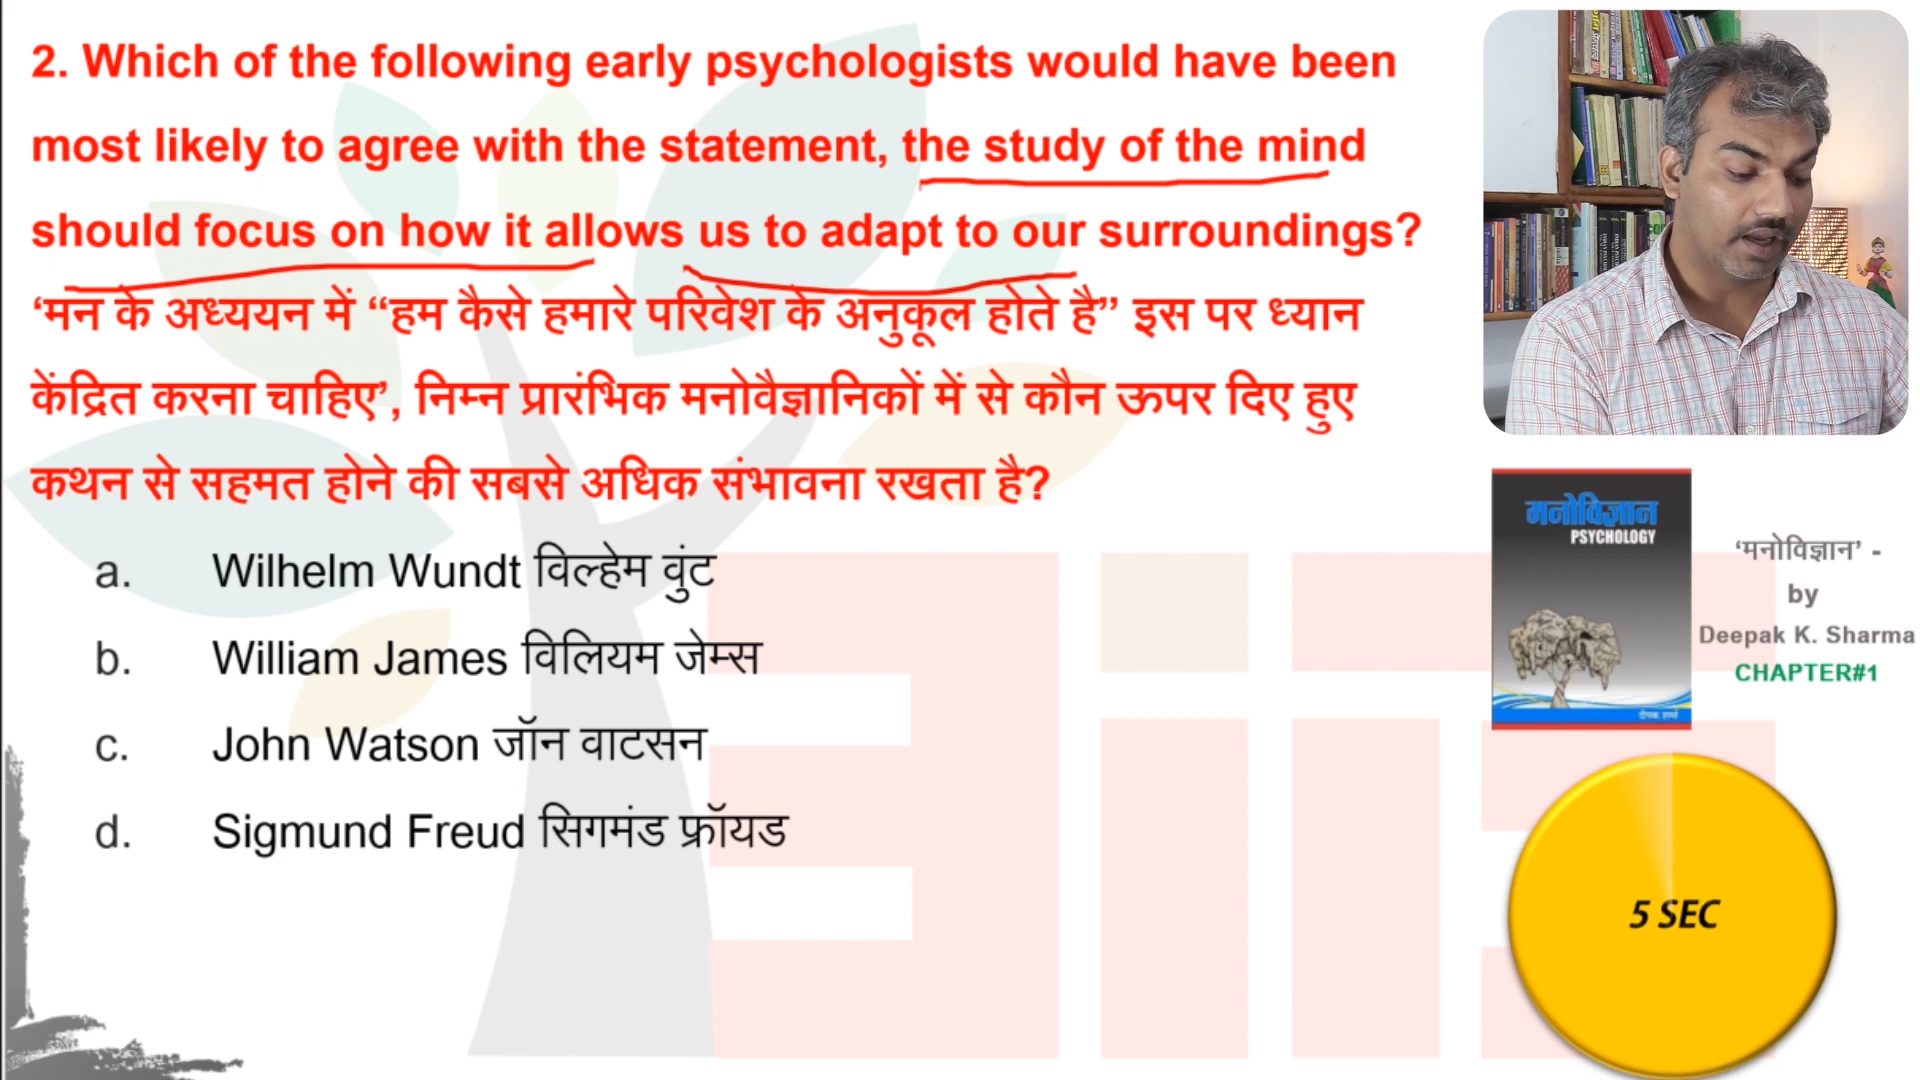 2. Which of the following early psychologists would have been
most likely to agree with the statement, the study of the mind
should focus on how it allows us to adapt to our surroundings?
‘मन के अध्ययन में “हम कैसे हमारे परिवेश के अनुकूल होते है” इस पर ध्यान
केंद्रित करना चाहिए’, निम्न प्रारंभिक मनोवैज्ञानिकों में से कौन ऊपर दिए हुए
कथन से सहमत होने की सबसे अधिक संभावना रखता है?
a. Wilhelm Wundt विल्हेम वुंट
b. William James विलियम जेम्स
c. John Watson जॉन वाटसन
d. Sigmund Freud सिगमंड फ्रॉयड
मनोविज्ञान
PSYCHOLOGY
‘मनोविज्ञान’ -
by
Deepak K. Sharma
CHAPTER#1
5 SEC